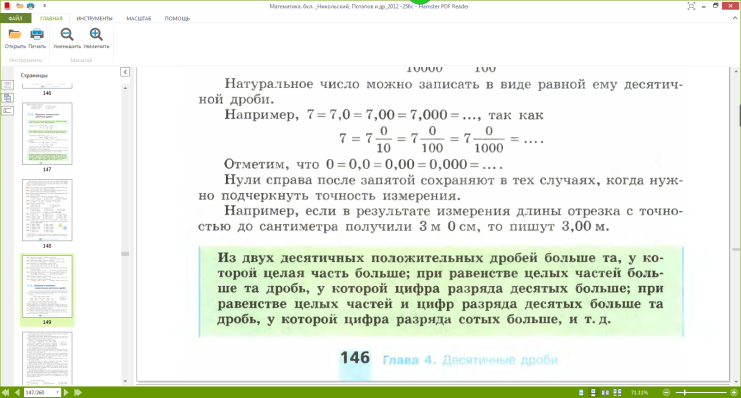 Математика. 6кл. _Никольский, Потапов и др_2012 -256с - Hamster PDF Reader
ФАЙЛ ГЛАВНАЯ ИНСТРУМЕНТЫ МАСШТАБ ПОМОЩЬ
Открыть Печать Уменьшить Увеличить
Инструменты Масштаб
Страницы
146
147
148
149
10000 100
Натуральное число можно записать в виде равной ему десятич-
ной дроби.
Например, 7 = 7,0 = 7,00 = 7,000 = ..., так как
7 = 7 0/10 = 7 0/100 = 7 0/1000 = ... .
Отметим, что 0 = 0,0 = 0,00 = 0,000 = ... .
Нули справа после запятой сохраняют в тех случаях, когда нуж-
но подчеркнуть точность измерения.
Например, если в результате измерения длины отрезка с точно-
стью до сантиметра получили 3 м 0 см, то пишут 3,00 м.
Из двух десятичных положительных дробей больше та, у ко-
торой целая часть больше; при равенстве целых частей боль-
ше та дробь, у которой цифра разряда десятых больше; при
равенстве целых частей и цифр разряда десятых больше та
дробь, у которой цифра разряда сотых больше, и т. д.
146 Глава 4. Десятичные дроби
147/260 71.11%